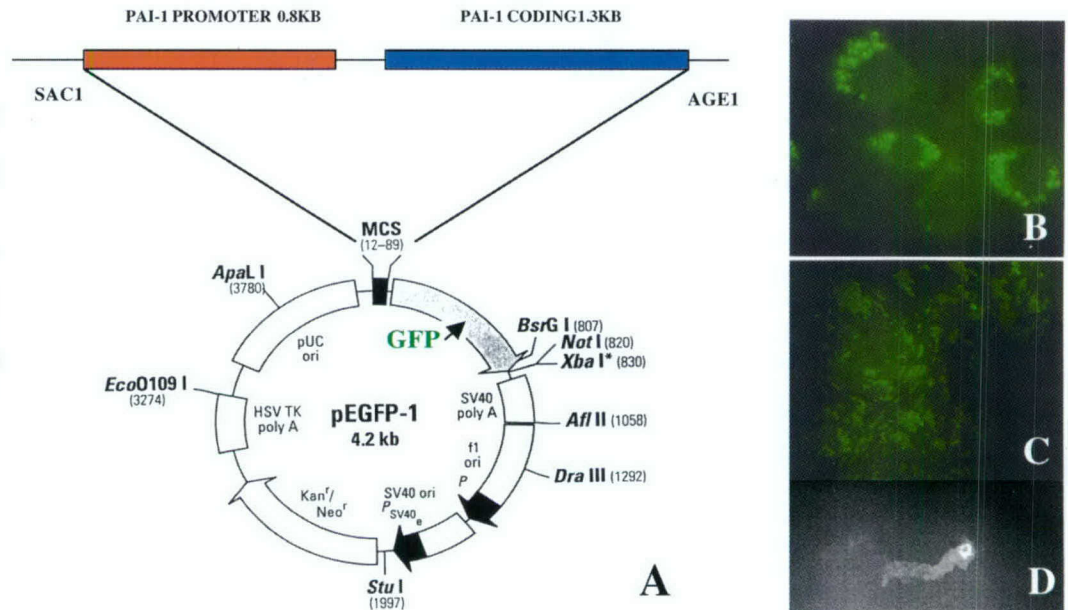 PAI-1 PROMOTER 0.8KB
PAI-1 CODING1.3KB
SAC1
AGE1
MCS
(12–89)
ApaL I
(3780)
BsrG I (807)
Not I (820)
Xba I* (830)
GFP
pUC
ori
EcoO109 I
(3274)
HSV TK
poly A
pEGFP-1
4.2 kb
SV40
poly A
Afl II (1058)
f1
ori
P
Dra III (1292)
Kanr/
Neor
SV40 ori
PSV40e
Stu I
(1997)
A
B
C
D